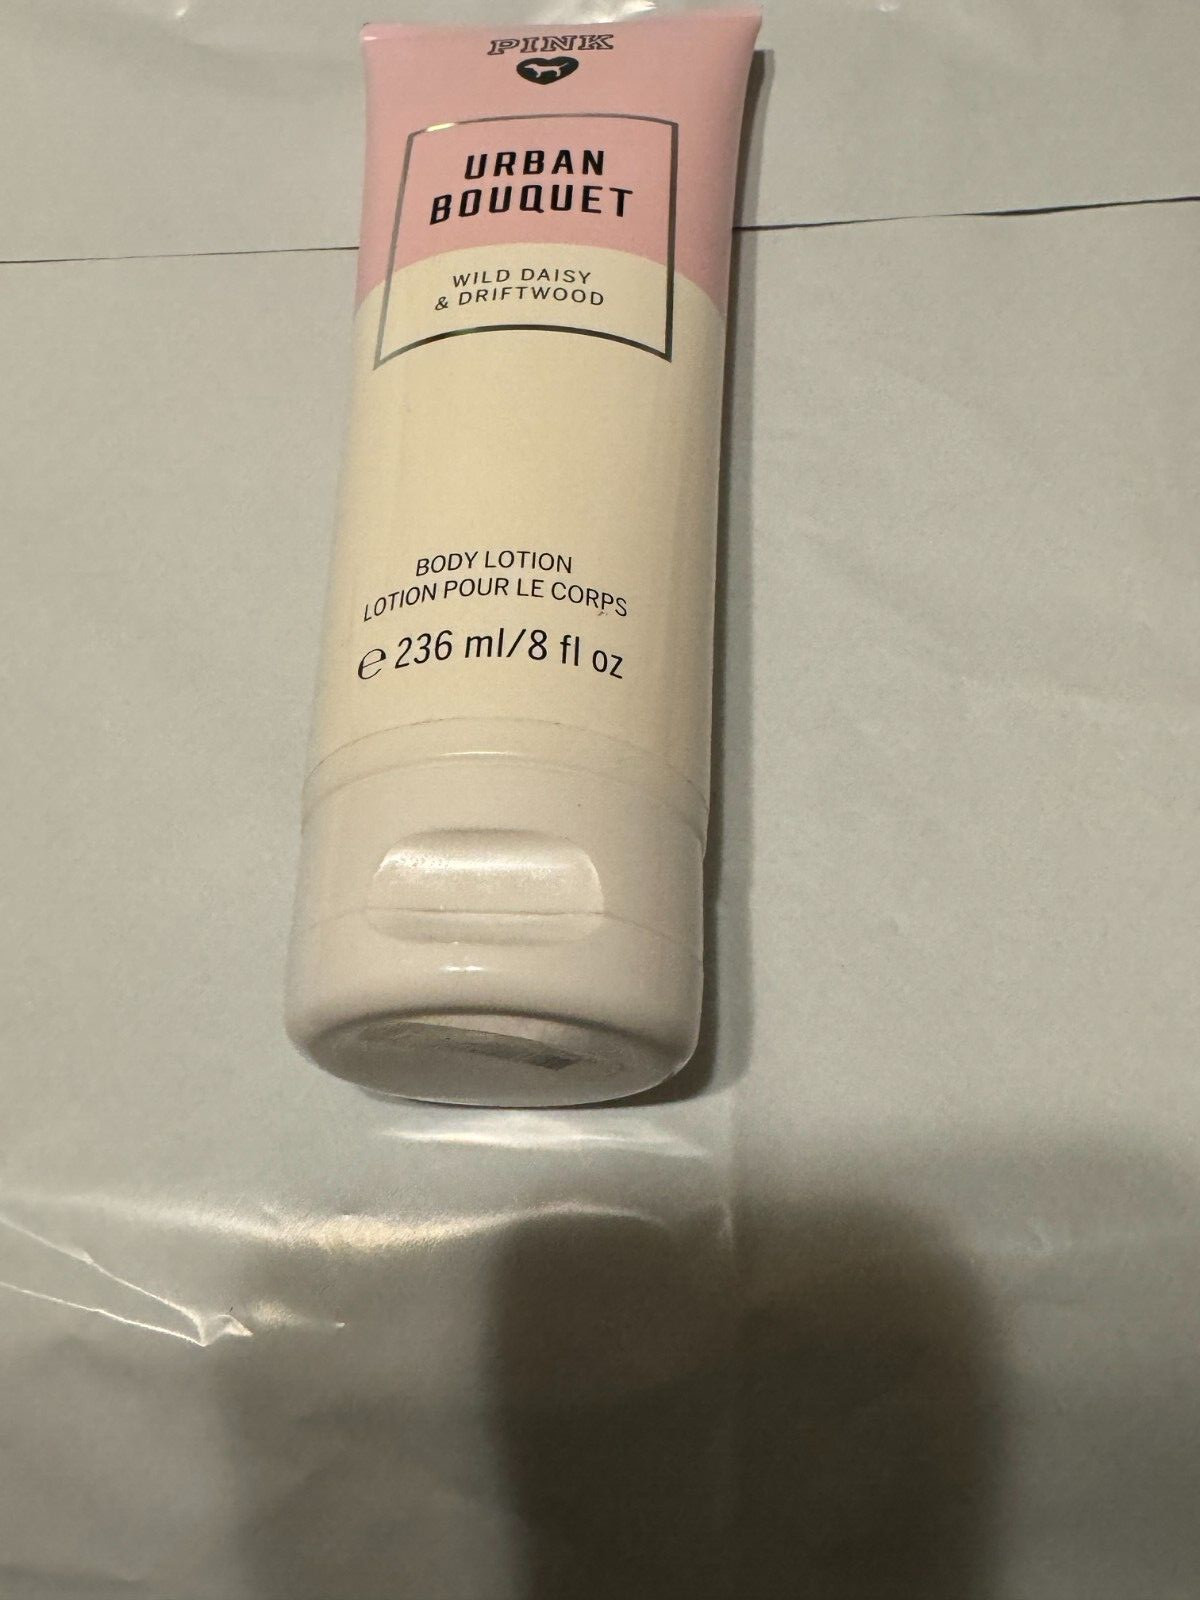 PINK
URBAN
BOUQUET
WILD DAISY
& DRIFTWOOD
BODY LOTION
LOTION POUR LE CORPS
℮ 236 ml/8 fl oz